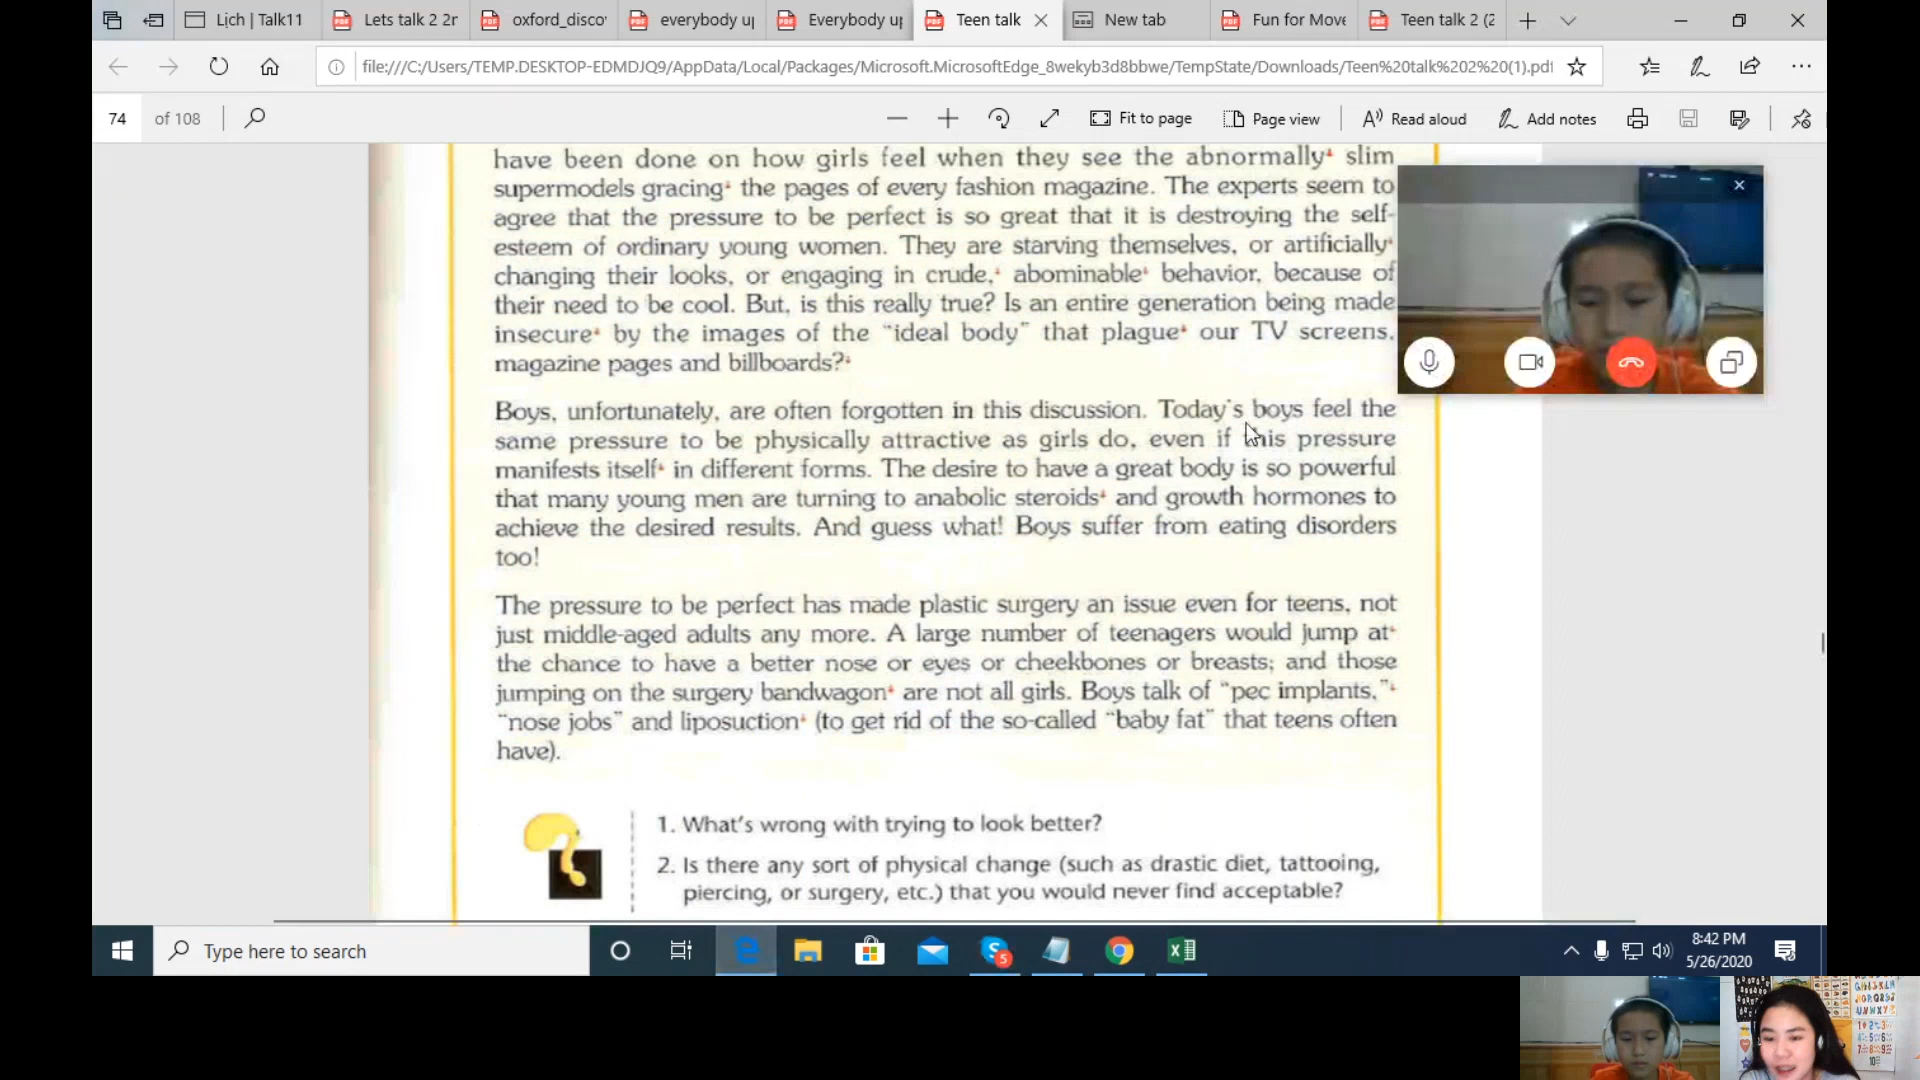 Lịch | Talk11
Lets talk 2 2r
oxford_disco
everybody up
Everybody up
Teen talk
New tab
Fun for Move
Teen talk 2 (2
file:///C:/Users/TEMP.DESKTOP-EDMDJQ9/AppData/Local/Packages/Microsoft.MicrosoftEdge_8wekyb3d8bbwe/TempState/Downloads/Teen%20talk%202%20(1).pdf
74 of 108
Fit to page
Page view
Read aloud
Add notes
have been done on how girls feel when they see the abnormally slim
supermodels gracing the pages of every fashion magazine. The experts seem to
agree that the pressure to be perfect is so great that it is destroying the self-
esteem of ordinary young women. They are starving themselves, or artificially
changing their looks, or engaging in crude, abominable behavior, because of
their need to be cool. But, is this really true? Is an entire generation being made
insecure by the images of the "ideal body" that plague our TV screens,
magazine pages and billboards?
Boys, unfortunately, are often forgotten in this discussion. Today's boys feel the
same pressure to be physically attractive as girls do, even if this pressure
manifests itself in different forms. The desire to have a great body is so powerful
that many young men are turning to anabolic steroids and growth hormones to
achieve the desired results. And guess what! Boys suffer from eating disorders
too!
The pressure to be perfect has made plastic surgery an issue even for teens, not
just middle-aged adults any more. A large number of teenagers would jump at
the chance to have a better nose or eyes or cheekbones or breasts; and those
jumping on the surgery bandwagon are not all girls. Boys talk of "pec implants,"
"nose jobs" and liposuction (to get rid of the so-called "baby fat" that teens often
have).
1. What's wrong with trying to look better?
2. Is there any sort of physical change (such as drastic diet, tattooing,
piercing, or surgery, etc.) that you would never find acceptable?
Type here to search
5
8:42 PM
5/26/2020